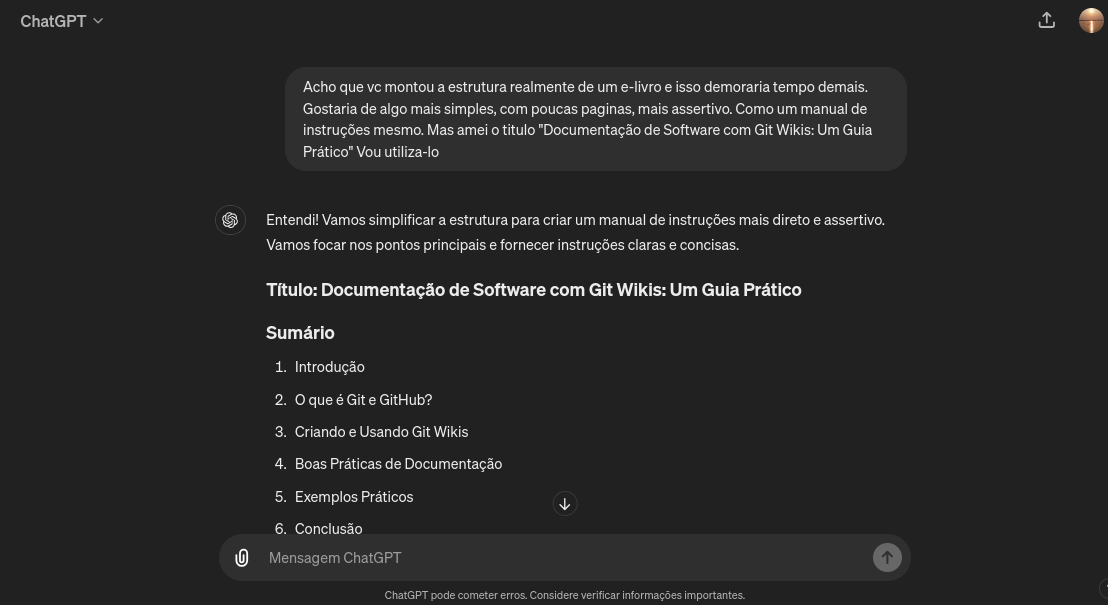 ChatGPT
Acho que vc montou a estrutura realmente de um e-livro e isso demoraria tempo demais.
Gostaria de algo mais simples, com poucas paginas, mais assertivo. Como um manual de
instruções mesmo. Mas amei o titulo "Documentação de Software com Git Wikis: Um Guia
Prático" Vou utiliza-lo
Entendi! Vamos simplificar a estrutura para criar um manual de instruções mais direto e assertivo.
Vamos focar nos pontos principais e fornecer instruções claras e concisas.
Título: Documentação de Software com Git Wikis: Um Guia Prático
Sumário
1. Introdução
2. O que é Git e GitHub?
3. Criando e Usando Git Wikis
4. Boas Práticas de Documentação
5. Exemplos Práticos
6. Conclusão
Mensagem ChatGPT
ChatGPT pode cometer erros. Considere verificar informações importantes.